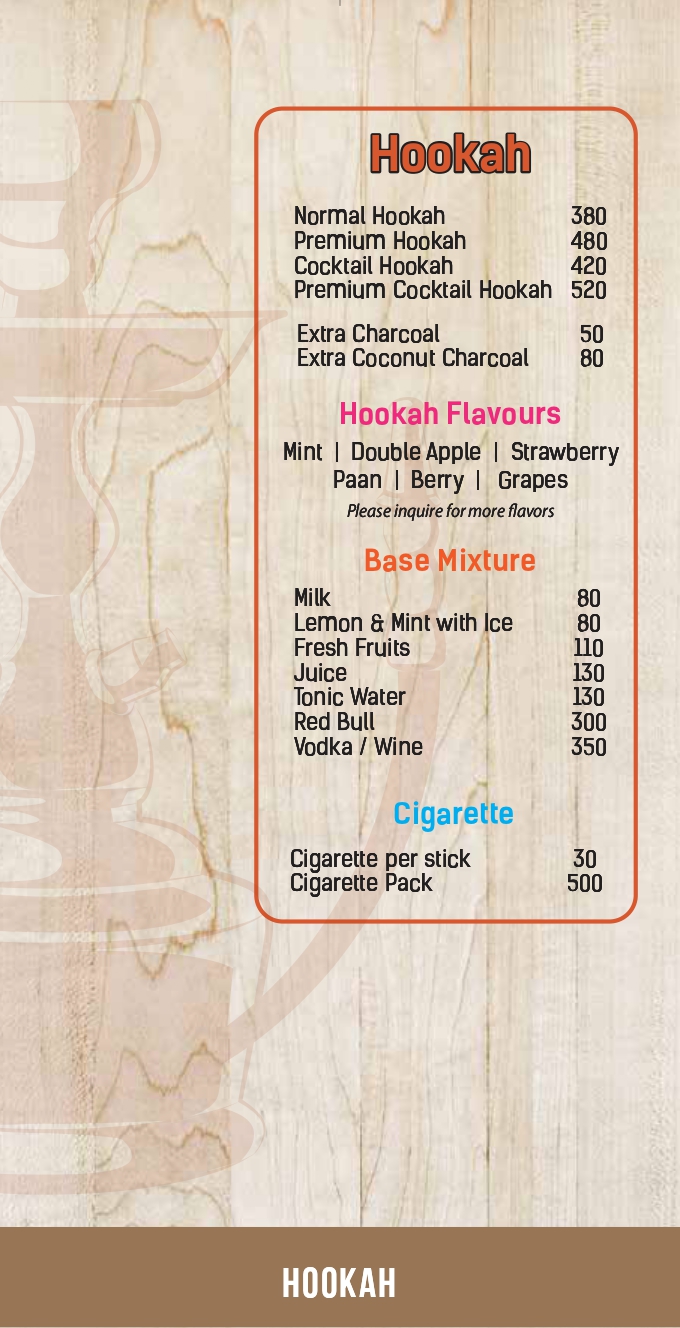 Hookah
Normal Hookah 380
Premium Hookah 480
Cocktail Hookah 420
Premium Cocktail Hookah 520
Extra Charcoal 50
Extra Coconut Charcoal 80
Hookah Flavours
Mint | Double Apple | Strawberry
Paan | Berry | Grapes
Please inquire for more flavors
Base Mixture
Milk 80
Lemon & Mint with Ice 80
Fresh Fruits 110
Juice 130
Tonic Water 130
Red Bull 300
Vodka / Wine 350
Cigarette
Cigarette per stick 30
Cigarette Pack 500
HOOKAH